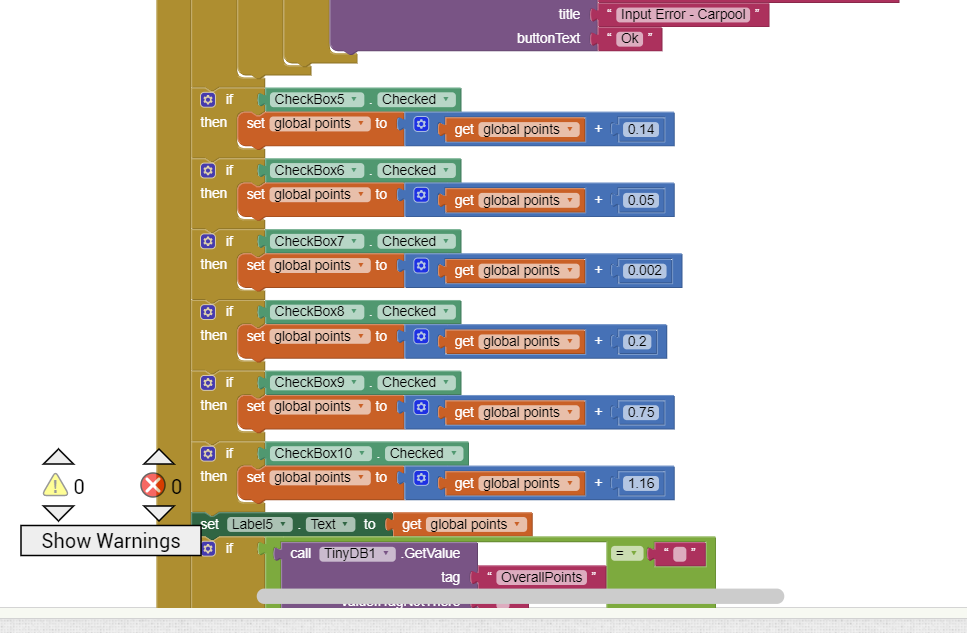 title " Input Error - Carpool "
buttonText " Ok "
if CheckBox5 . Checked
then set global points to get global points + 0.14
if CheckBox6 . Checked
then set global points to get global points + 0.05
if CheckBox7 . Checked
then set global points to get global points + 0.002
if CheckBox8 . Checked
then set global points to get global points + 0.2
if CheckBox9 . Checked
then set global points to get global points + 0.75
if CheckBox10 . Checked
then set global points to get global points + 1.16
0 0
set Label5 . Text to get global points
Show Warnings
if call TinyDB1 .GetValue = " "
tag " OverallPoints "